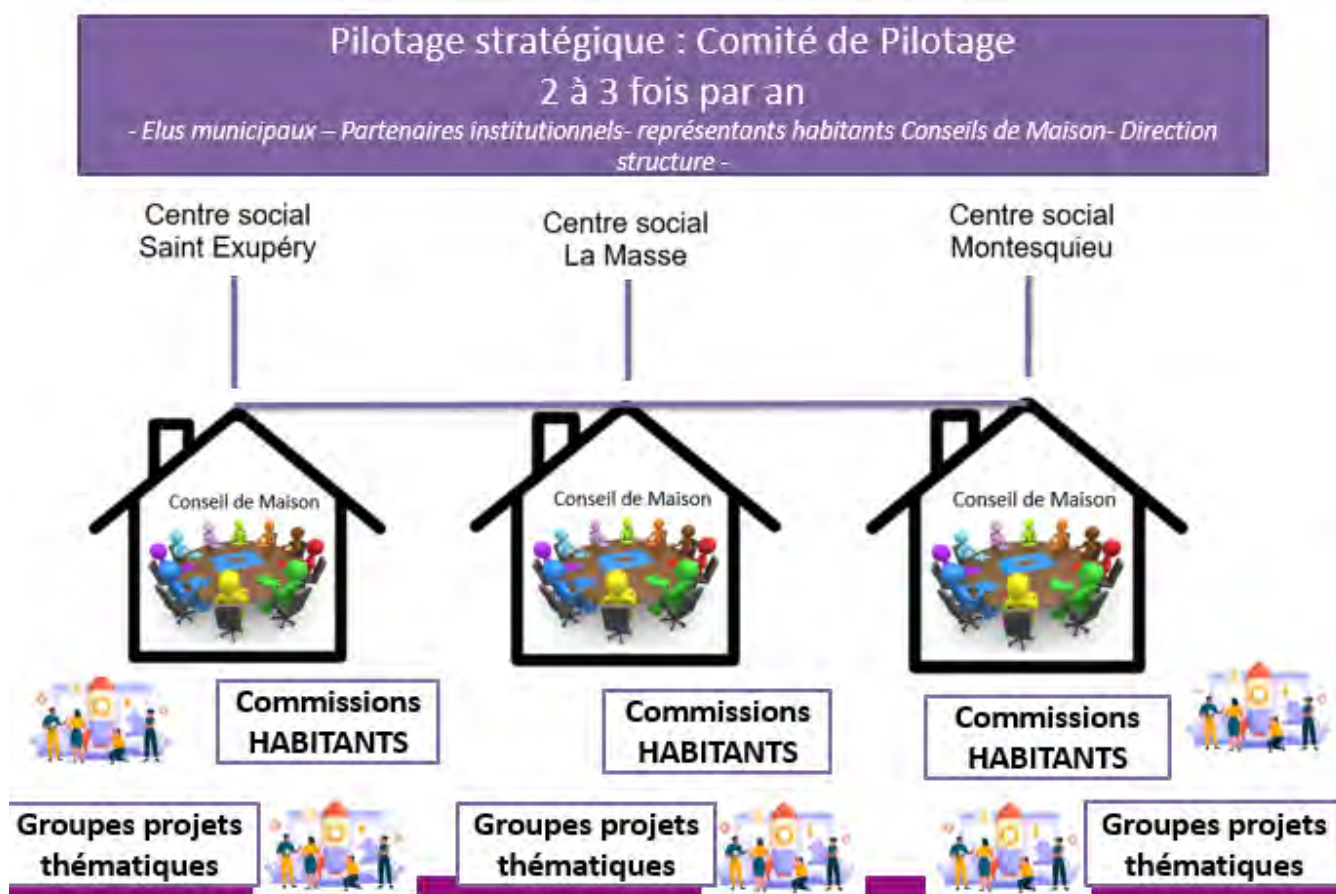 Pilotage stratégique : Comité de Pilotage
2 à 3 fois par an
- Elus municipaux – Partenaires institutionnels- représentants habitants Conseils de Maison- Direction
structure -
Centre social
Saint Exupéry
Centre social
La Masse
Centre social
Montesquieu
Conseil de Maison
Conseil de Maison
Conseil de Maison
Commissions
HABITANTS
Commissions
HABITANTS
Commissions
HABITANTS
Groupes projets
thématiques
Groupes projets
thématiques
Groupes projets
thématiques